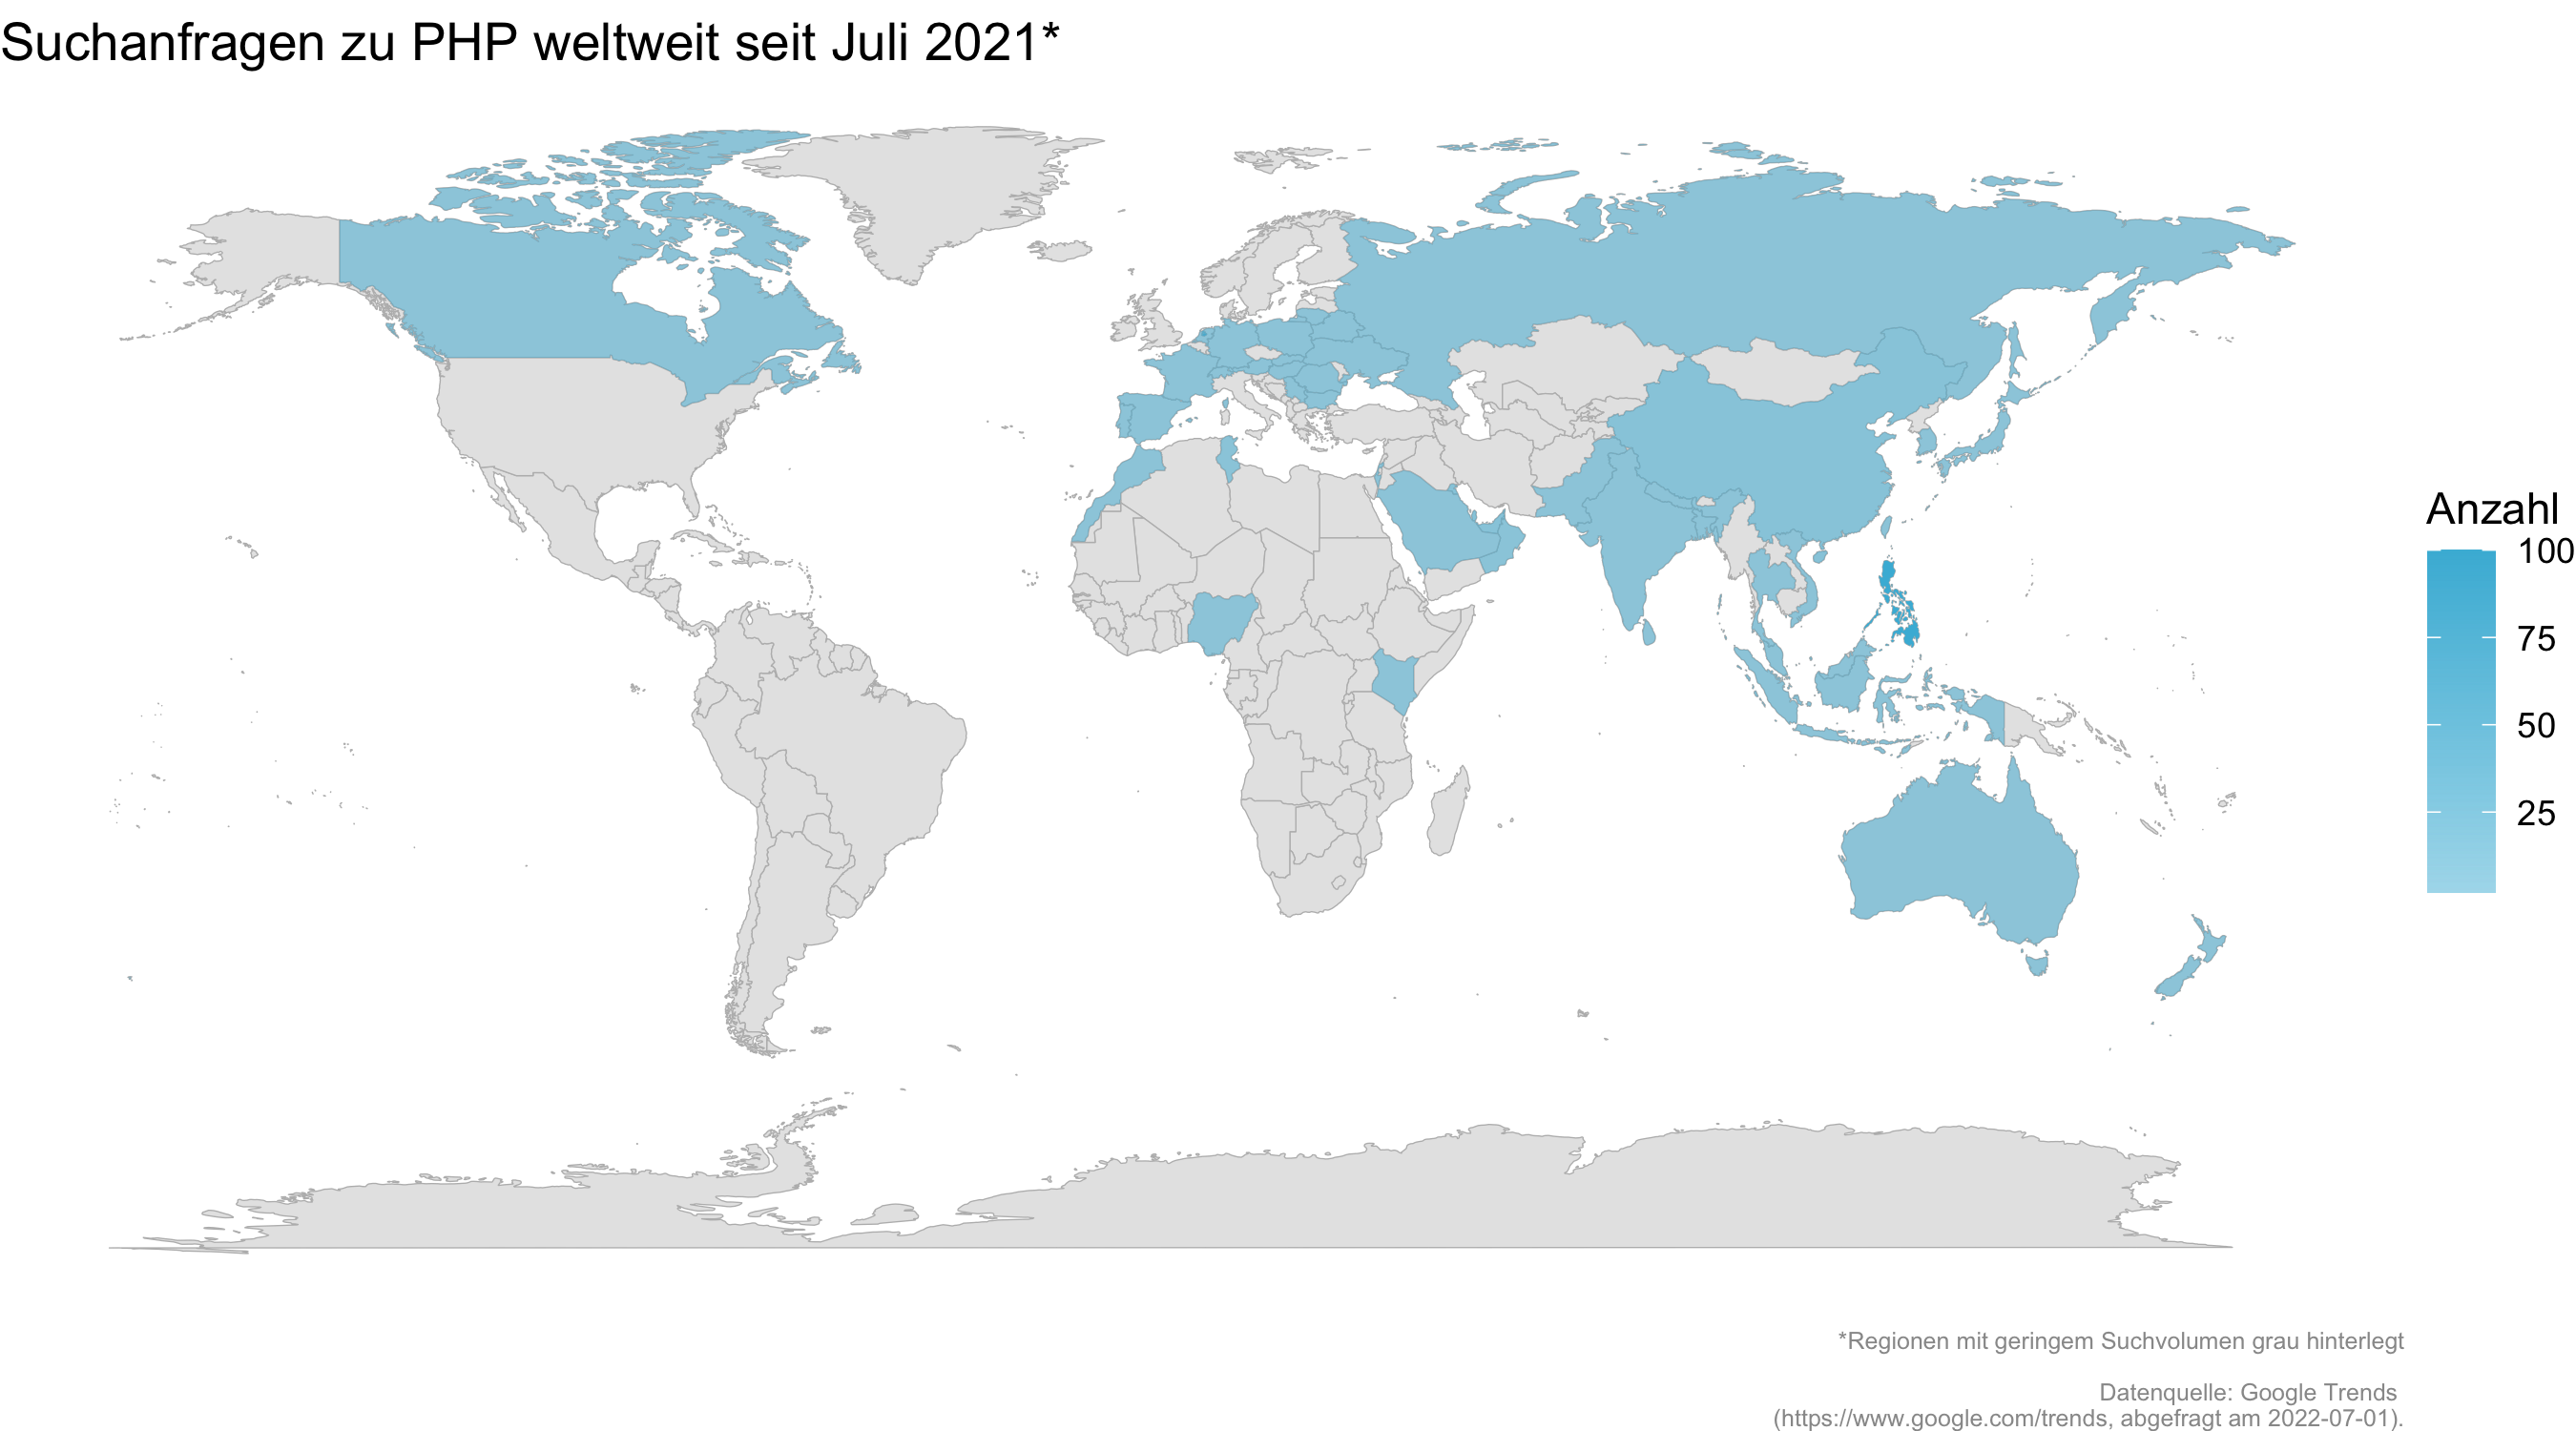 Suchanfragen zu PHP weltweit seit Juli 2021*
Anzahl
100
75
50
25
*Regionen mit geringem Suchvolumen grau hinterlegt
Datenquelle: Google Trends
(https://www.google.com/trends, abgefragt am 2022-07-01).